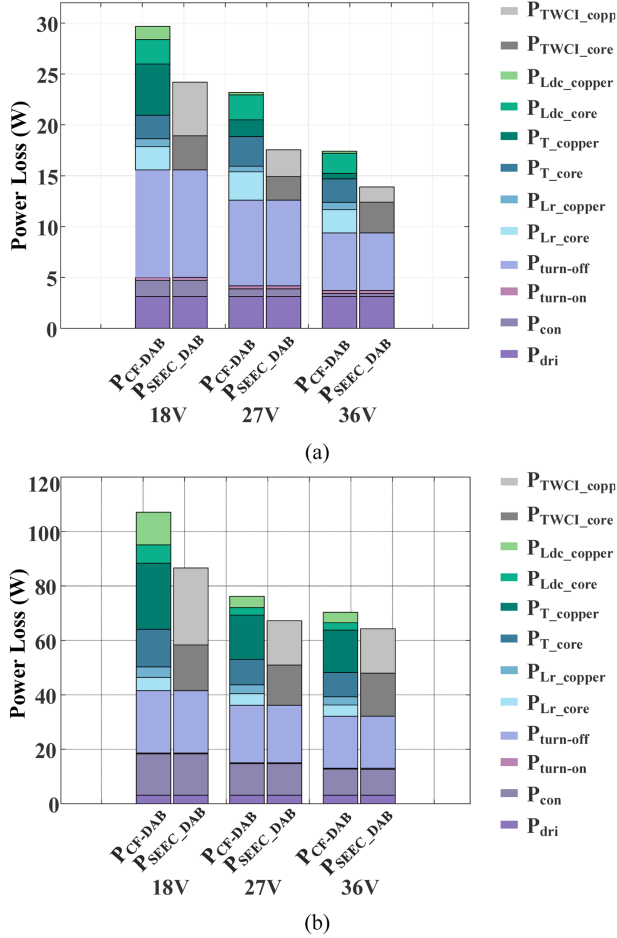 30
25
20
15
10
5
0
Power Loss (W)
P_CF-DAB
P_SEEC_DAB
P_CF-DAB
P_SEEC_DAB
P_CF-DAB
P_SEEC_DAB
18V 27V 36V
P_TWCI_copp
P_TWCI_core
P_Ldc_copper
P_Ldc_core
P_T_copper
P_T_core
P_Lr_copper
P_Lr_core
P_turn-off
P_turn-on
P_con
P_dri
(a)
120
100
80
60
40
20
0
Power Loss (W)
P_CF-DAB
P_SEEC_DAB
P_CF-DAB
P_SEEC_DAB
P_CF-DAB
P_SEEC_DAB
18V 27V 36V
P_TWCI_copp
P_TWCI_core
P_Ldc_copper
P_Ldc_core
P_T_copper
P_T_core
P_Lr_copper
P_Lr_core
P_turn-off
P_turn-on
P_con
P_dri
(b)